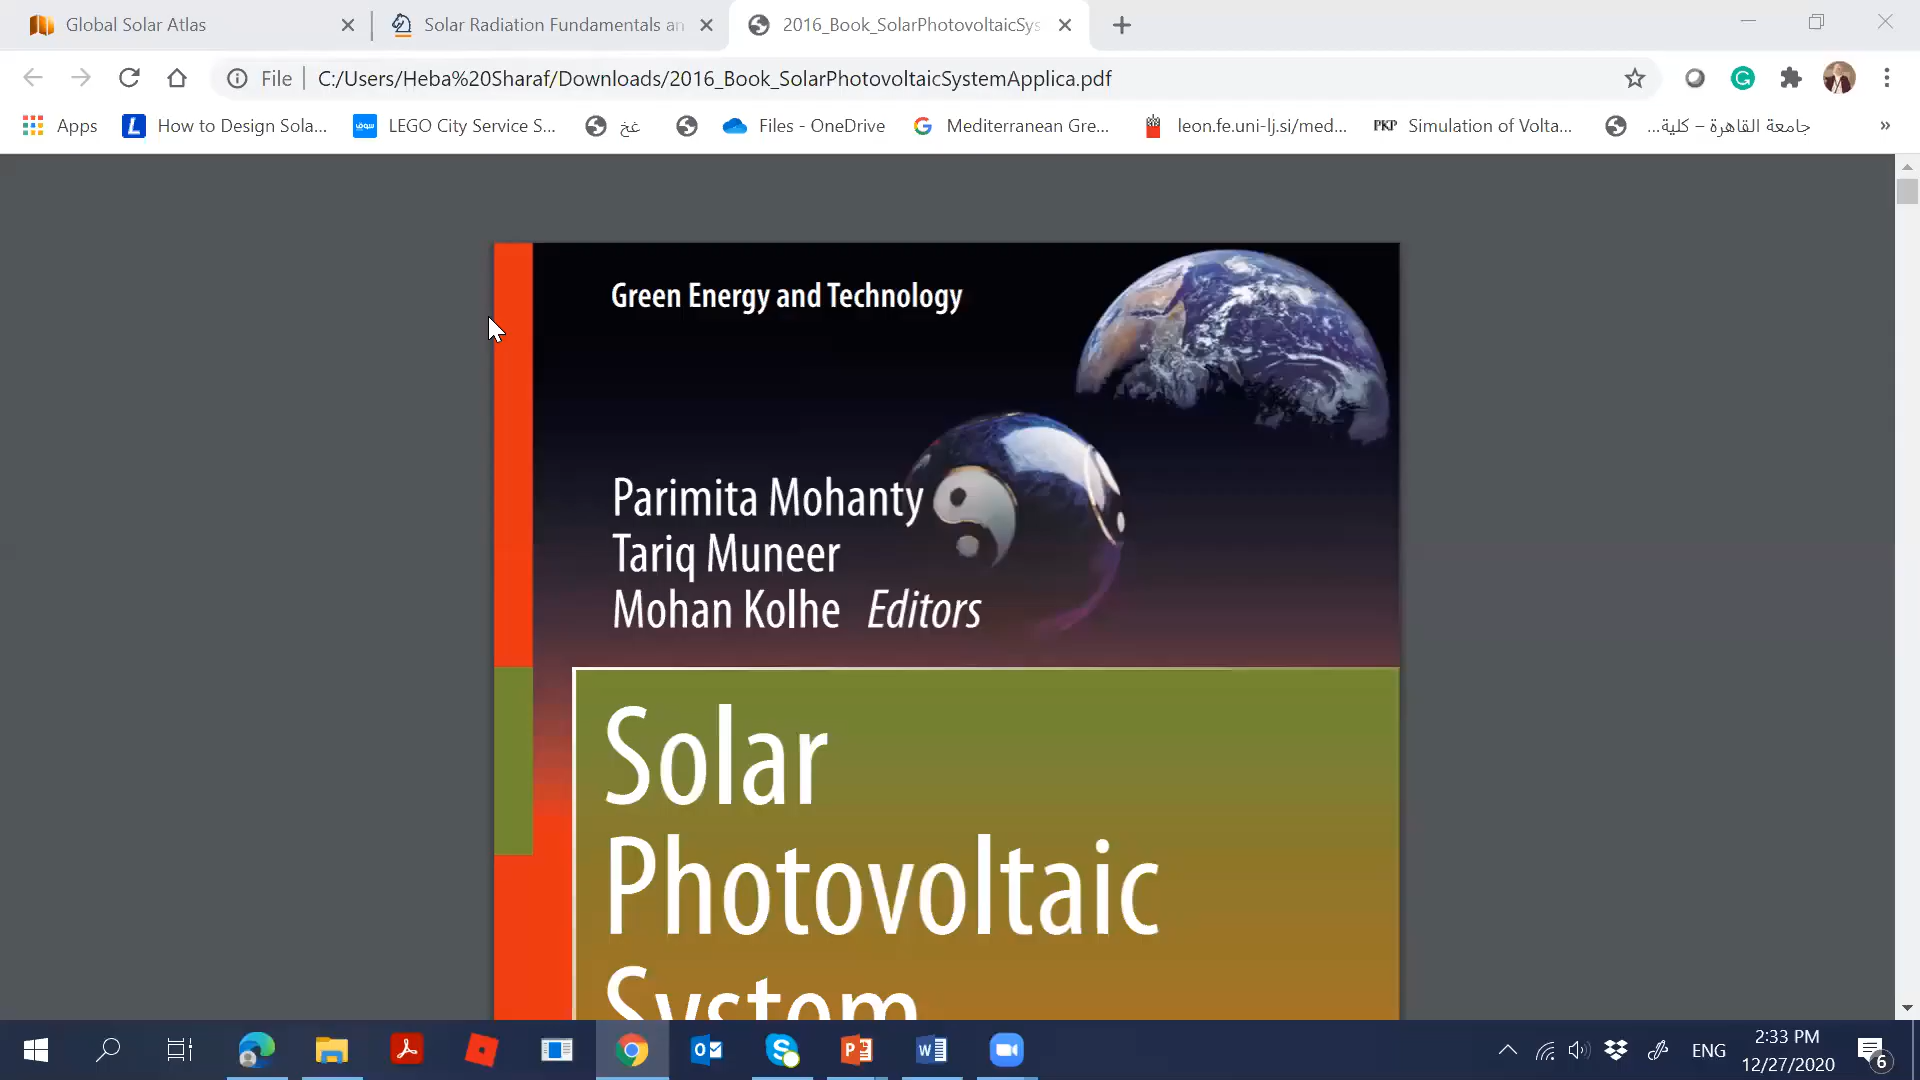 Global Solar Atlas
Solar Radiation Fundamentals an
2016_Book_SolarPhotovoltaicSys
File
C:/Users/Heba%20Sharaf/Downloads/2016_Book_SolarPhotovoltaicSystemApplica.pdf
Apps
How to Design Sola...
LEGO City Service S...
غخ
Files - OneDrive
Mediterranean Gre...
leon.fe.uni-lj.si/med...
PKP
Simulation of Volta...
جامعة القاهرة – كلية...
Green Energy and Technology
Parimita Mohanty
Tariq Muneer
Mohan Kolhe Editors
Solar
Photovoltaic
System
ENG
2:33 PM
12/27/2020
6